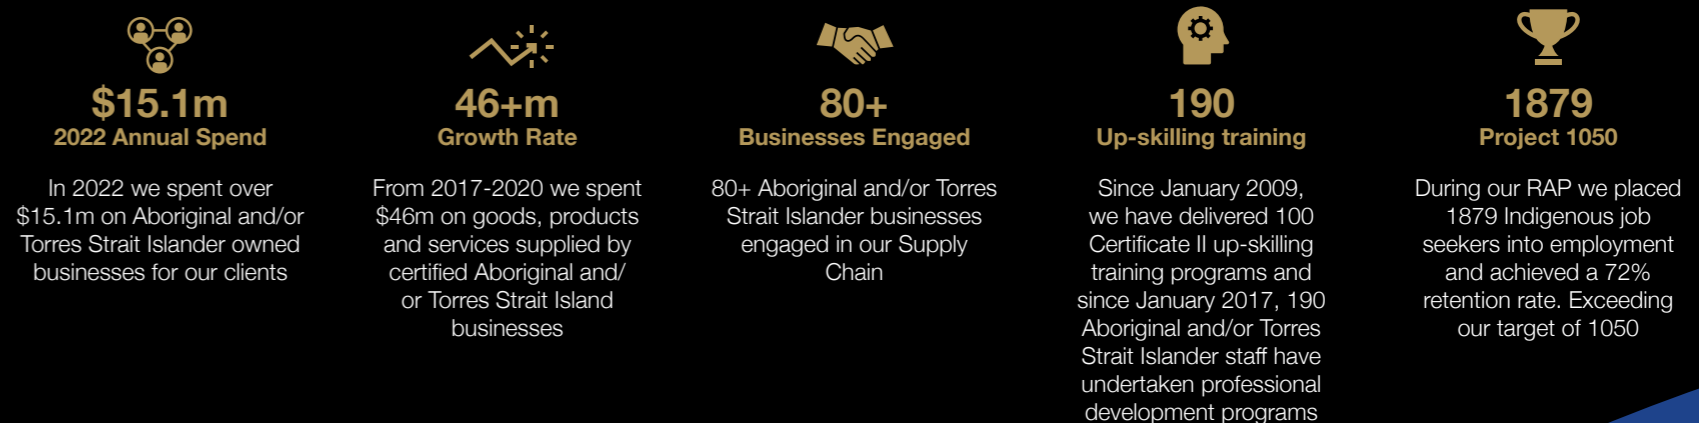 $15.1m
2022 Annual Spend
In 2022 we spent over
$15.1m on Aboriginal and/or
Torres Strait Islander owned
businesses for our clients
46+m
Growth Rate
From 2017-2020 we spent
$46m on goods, products
and services supplied by
certified Aboriginal and/
or Torres Strait Island
businesses
80+
Businesses Engaged
80+ Aboriginal and/or Torres
Strait Islander businesses
engaged in our Supply
Chain
190
Up-skilling training
Since January 2009,
we have delivered 100
Certificate II up-skilling
training programs and
since January 2017, 190
Aboriginal and/or Torres
Strait Islander staff have
undertaken professional
development programs
1879
Project 1050
During our RAP we placed
1879 Indigenous job
seekers into employment
and achieved a 72%
retention rate. Exceeding
our target of 1050